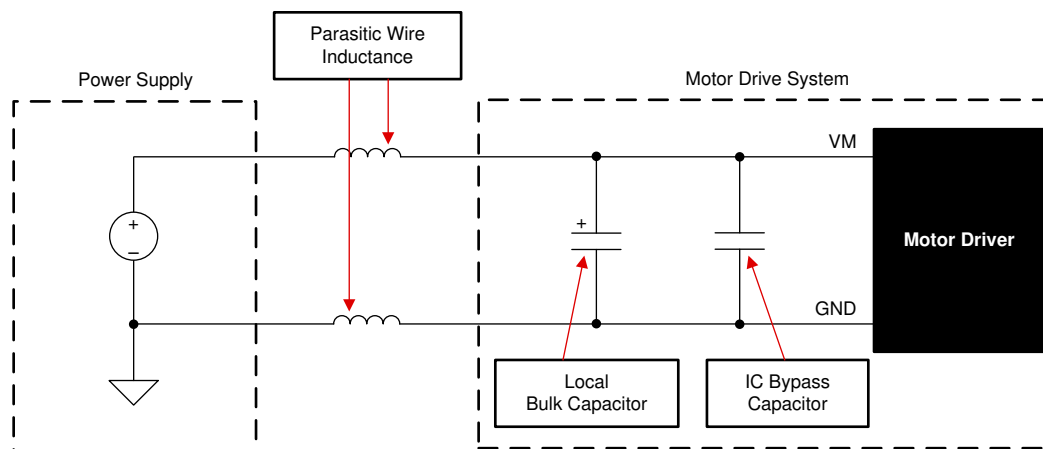 Parasitic Wire
Inductance
Power Supply
Motor Drive System
VM
+
−
+
Motor Driver
GND
Local
Bulk Capacitor
IC Bypass
Capacitor